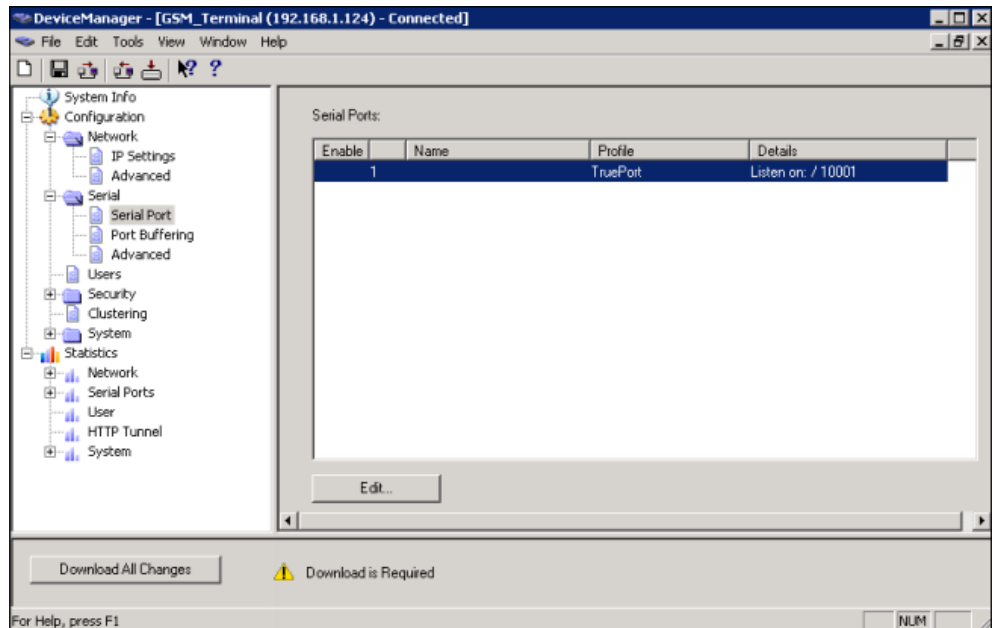 DeviceManager - [GSM_Terminal (192.168.1.124) - Connected]
File Edit Tools View Window Help
System Info
Configuration
Network
IP Settings
Advanced
Serial
Serial Port
Port Buffering
Advanced
Users
Security
Clustering
System
Statistics
Network
Serial Ports
User
HTTP Tunnel
System
Serial Ports:
Enable Name Profile Details
1 TruePort Listen on: / 10001
Edit...
Download All Changes
Download is Required
For Help, press F1
NUM